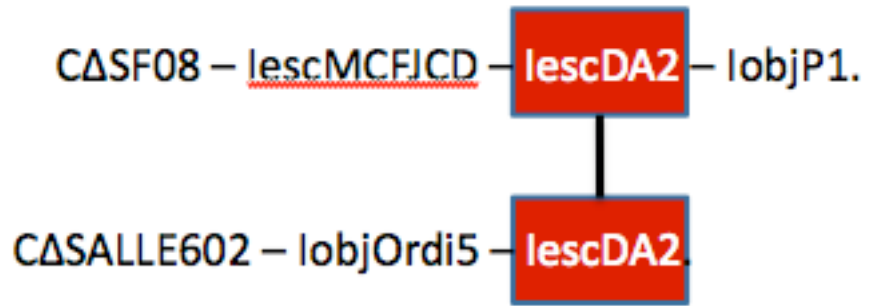 CΔSF08 – IescMCFJCD – IescDA2 – IobjP1.
CΔSALLE602 – IobjOrdi5 – IescDA2.